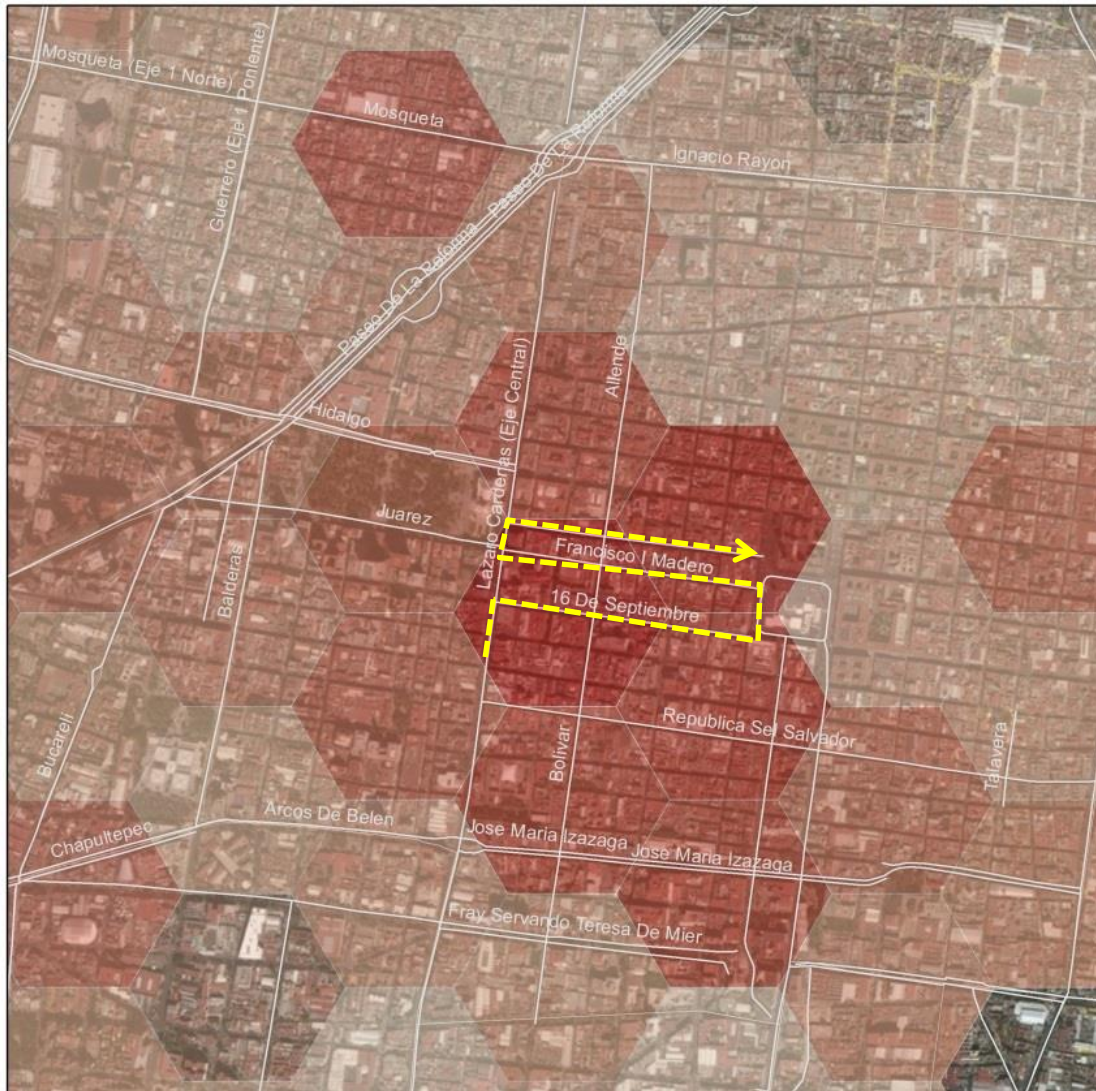 Mosqueta (Eje 1 Norte)
Guerrero (Eje 1 Poniente)
Mosqueta
Paseo De La Reforma
Ignacio Rayon
Paseo De La Reforma
Hidalgo
Lazaro Cardenas (Eje Central)
Allende
Juarez
Balderas
Francisco I Madero
16 De Septiembre
Bucareli
Bolivar
Republica Sel Salvador
Talavera
Chapultepec
Arcos De Belen
Jose Maria Izazaga
Jose Maria Izazaga
Fray Servando Teresa De Mier